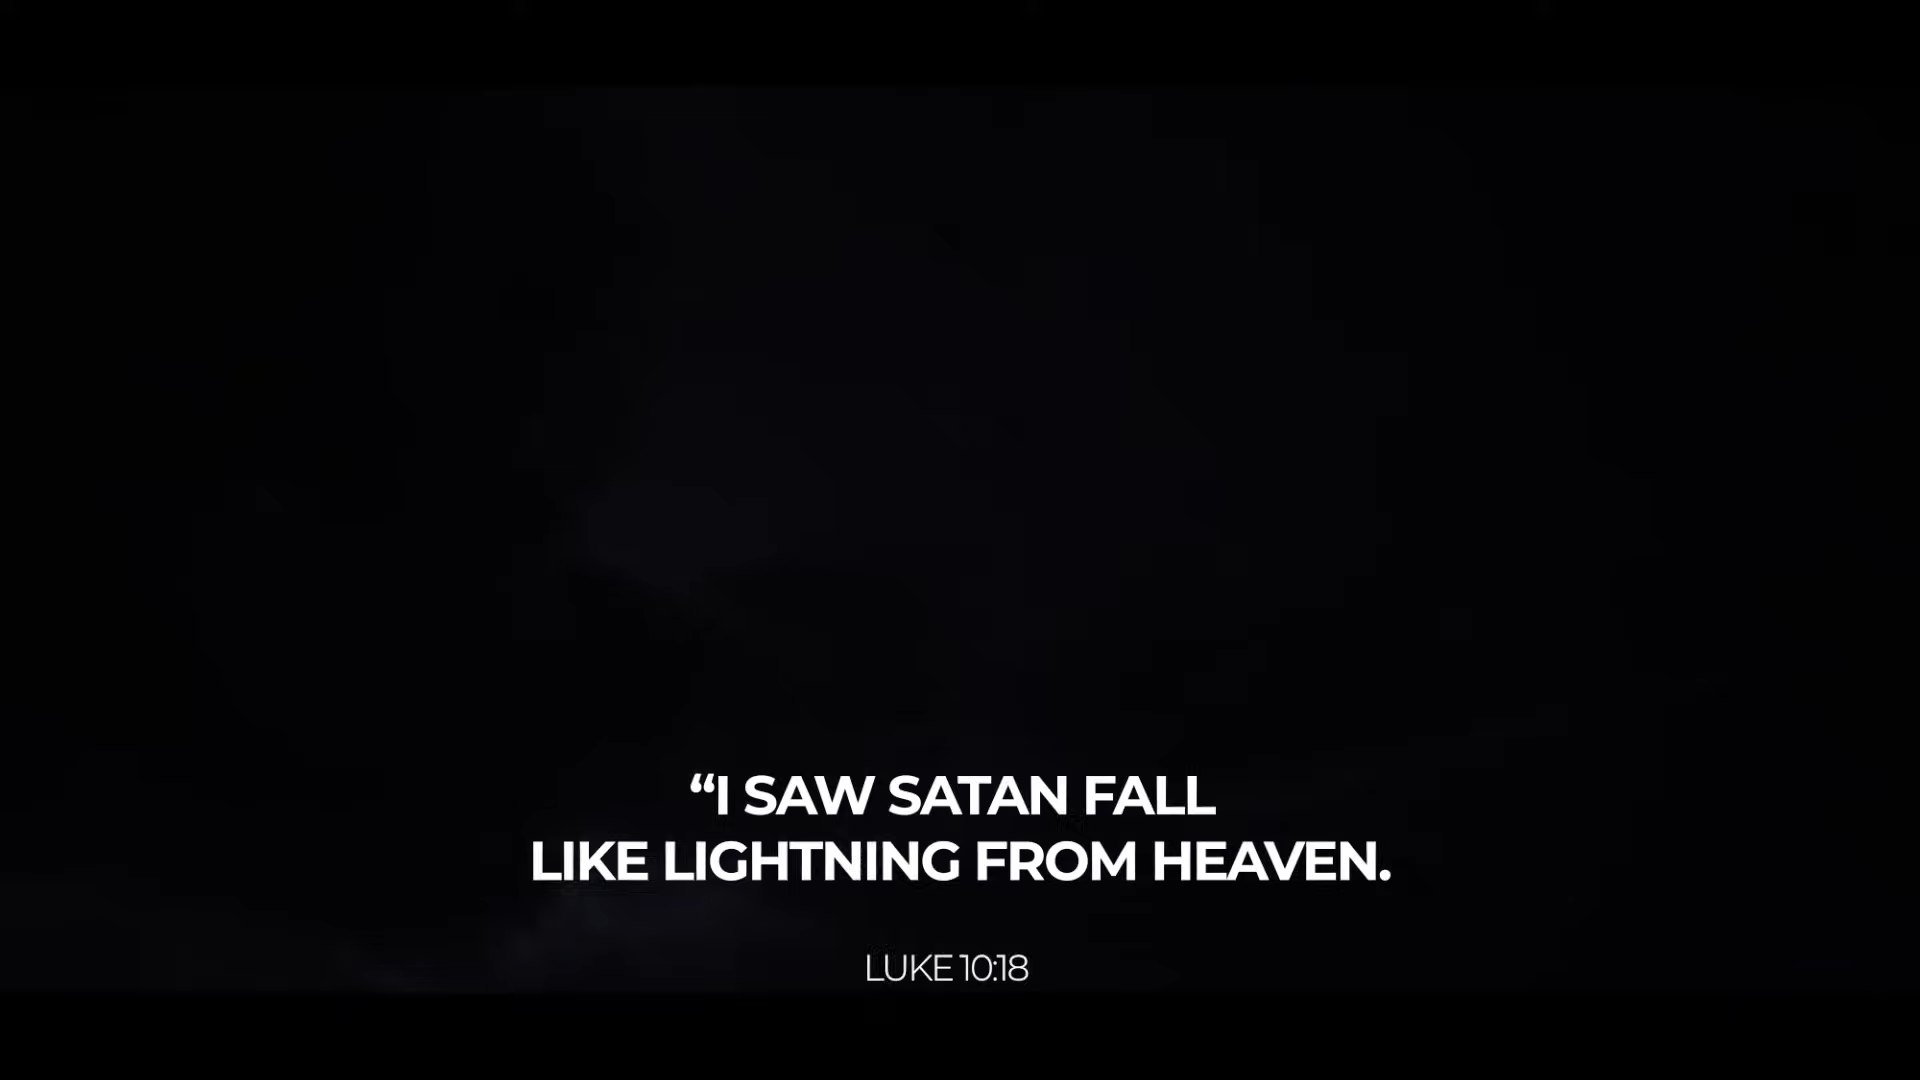 “I SAW SATAN FALL
LIKE LIGHTNING FROM HEAVEN.
LUKE 10:18